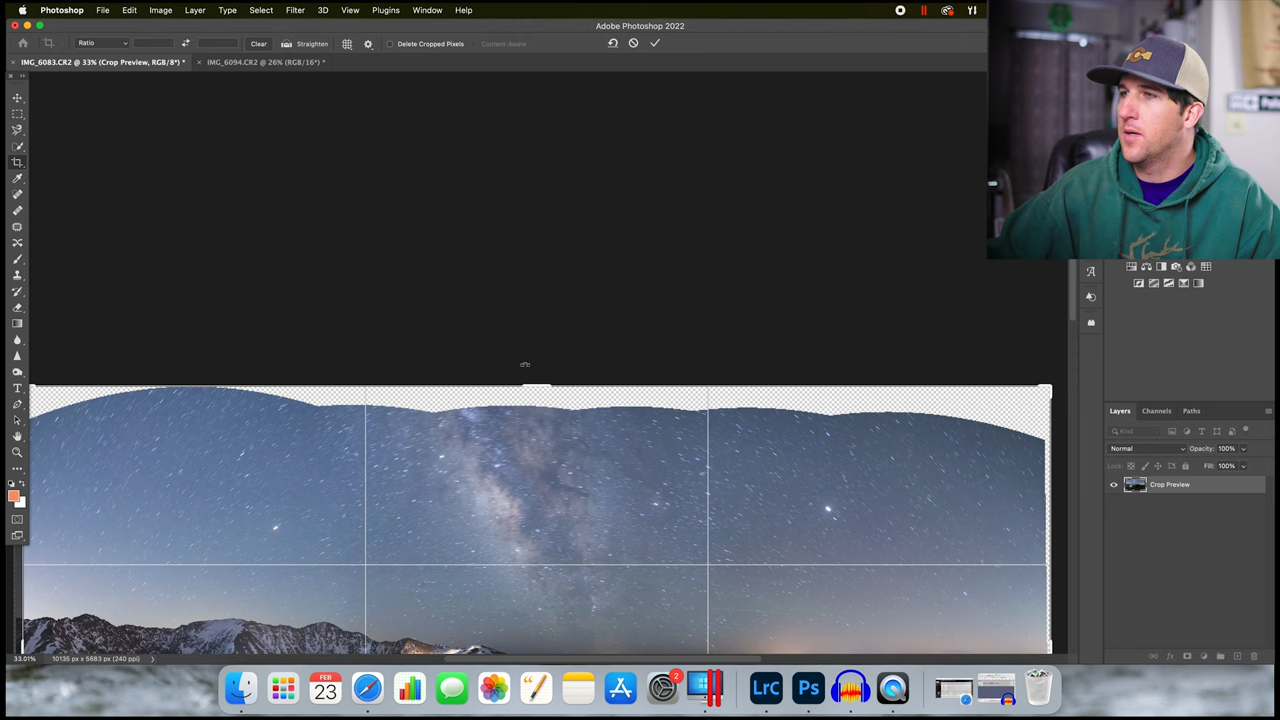 Photoshop File Edit Image Layer Type Select Filter 3D View Plugins Window Help
Adobe Photoshop 2022
Ratio Clear Straighten Delete Cropped Pixels Content-Aware
IMG_6083.CR2 @ 33% (Crop Preview, RGB/8*) * IMG_6094.CR2 @ 26% (RGB/16*) *
Layers Channels Paths
Kind
Normal Opacity: 100%
Lock: Fill: 100%
Crop Preview
33.01% 10135 px x 5683 px (240 ppi)
FEB
23
2
LrC
Ps